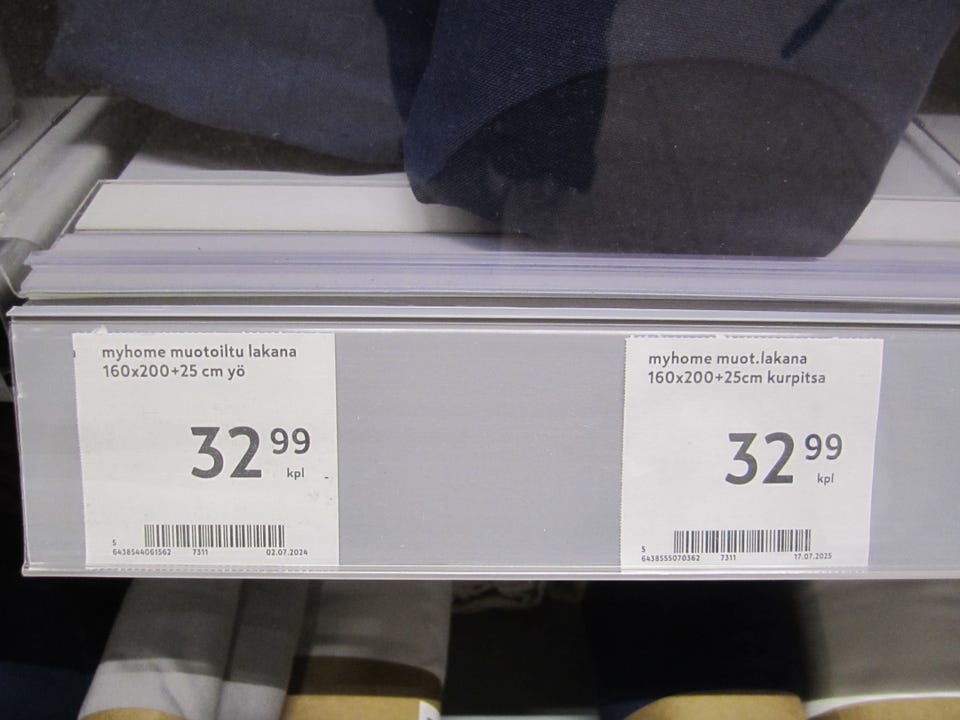 myhome muotoiltu lakana
160x200+25 cm yö
32 99
kpl
5
6438544061562 7311 02.07.2024
myhome muot.lakana
160x200+25cm kurpitsa
32 99
kpl
5
6438555070362 7311 17.07.2025